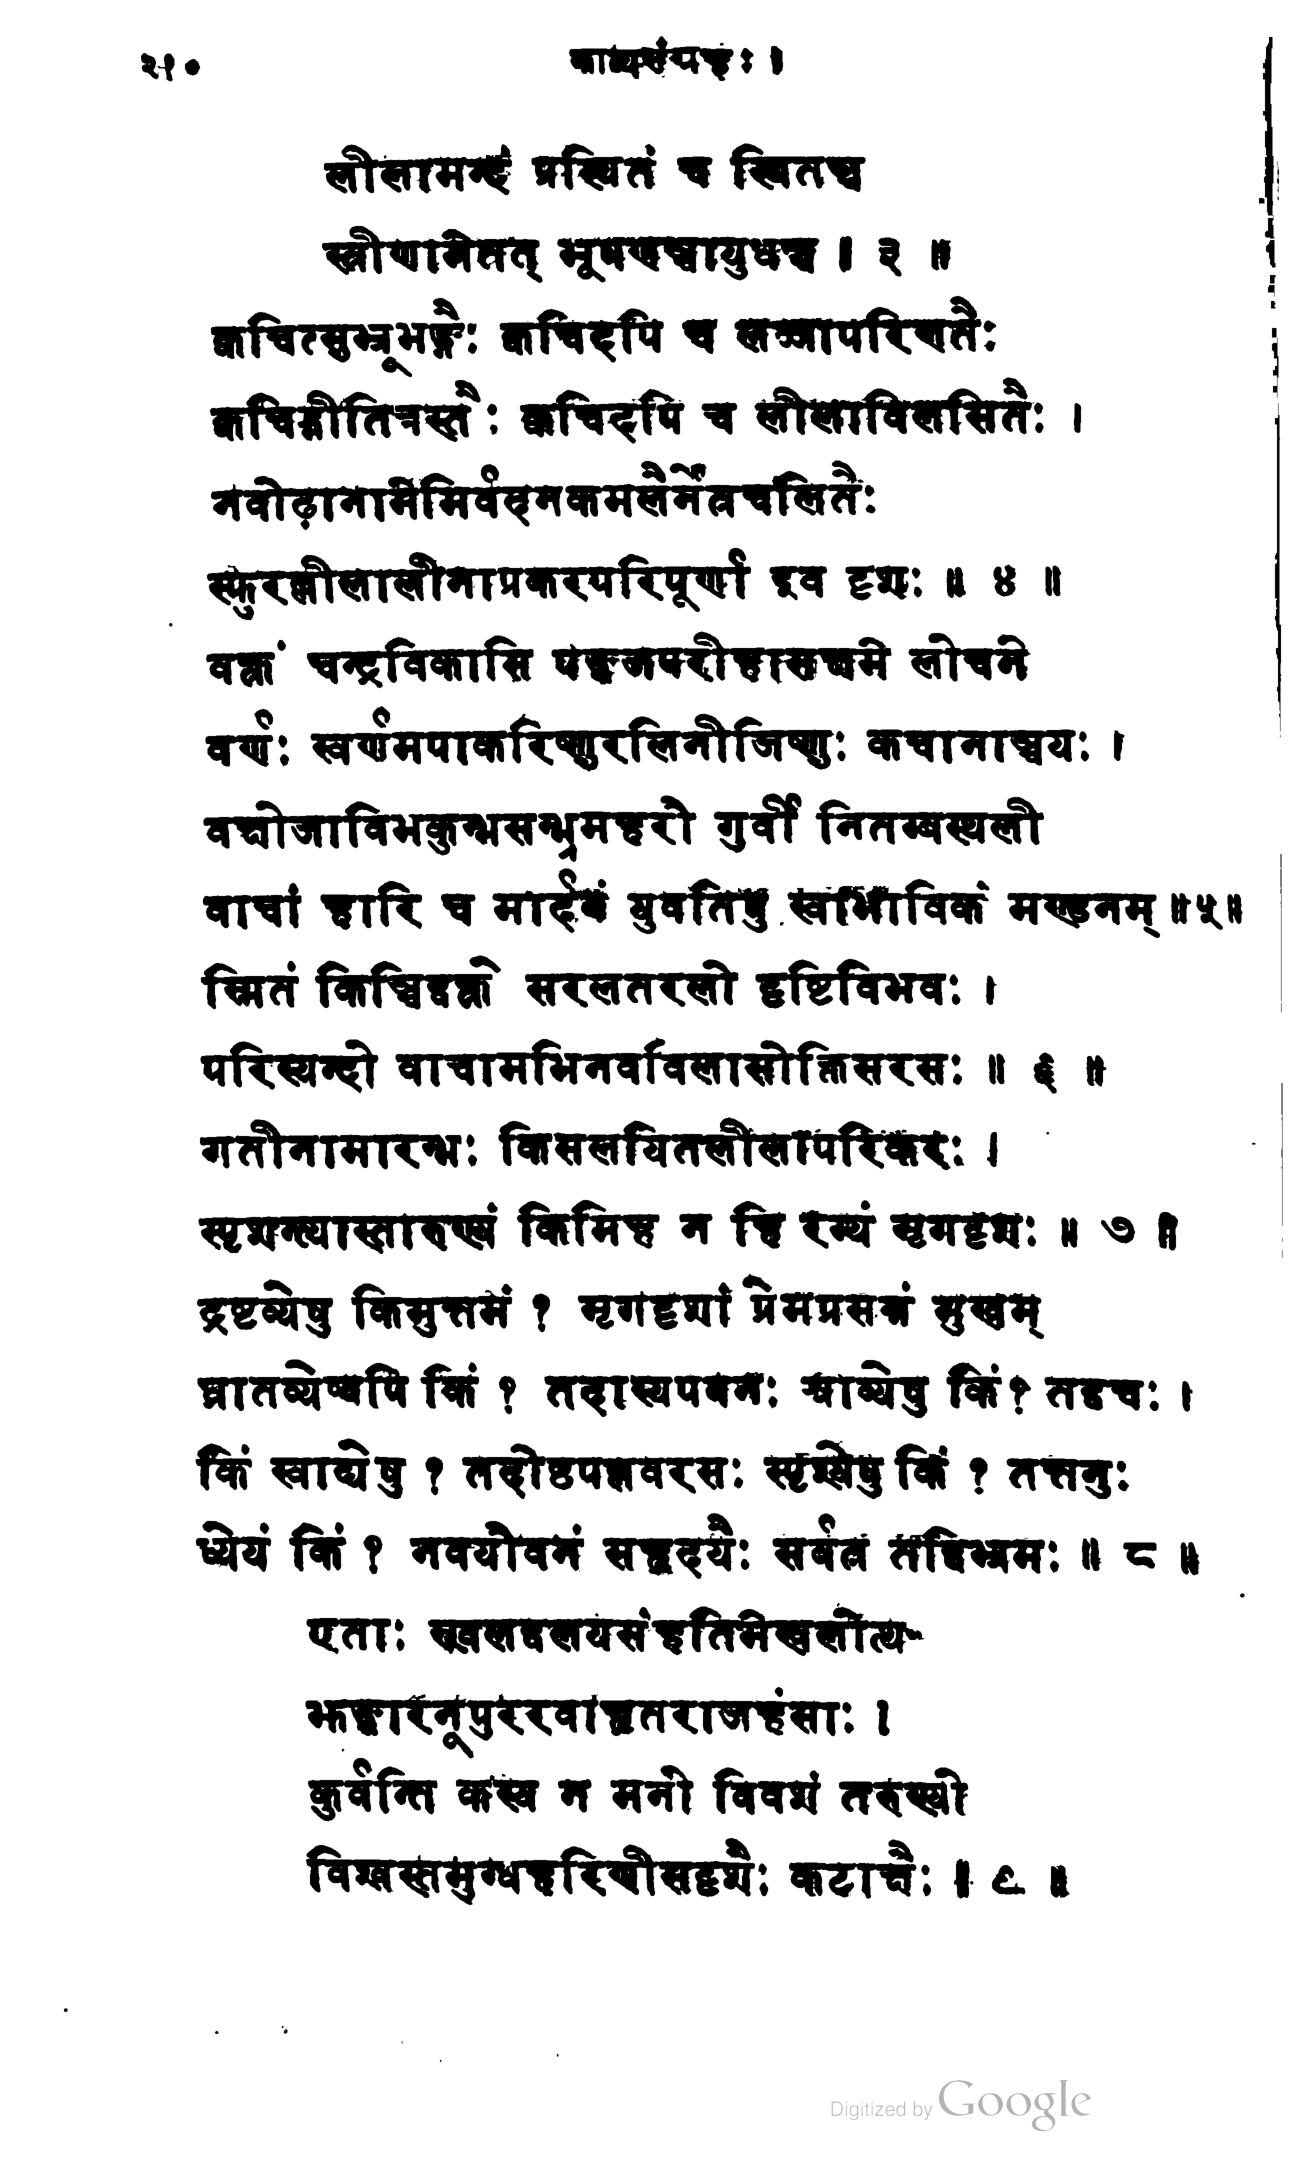 २१० काव्यसंग्रहः ।
लीलामन्दं प्रस्थितं च स्थितञ्च
स्त्रीणामेतत् भूषणञ्चायुधञ्च ॥ ३ ॥
क्वचित्सुभ्रूभङ्गैः क्वचिदपि च लज्जापरिणतैः
क्वचिद्भीतित्रस्तैः क्वचिदपि च लीलाविलसितैः ।
नवोढ़ानामेभिर्वदनकमलैर्नेत्रचलितैः
स्फुरल्लीलालीनाप्रकरपरिपूर्णा इव दृशः ॥ ४ ॥
वक्त्रं चन्द्रविकासि पङ्कजपरीहासक्षमे लोचने
वर्णः स्वर्णमपाकरिष्णुरलिनीजिष्णुः कचानाञ्चयः ।
वक्षोजाविभकुम्भसम्भ्रमहरौ गुर्वी नितम्बस्थली
वाचां हारि च मार्दवं युवतिषु स्वाभाविकं मण्डनम् ॥ ५ ॥
स्मितं किञ्चिद्वक्त्रे सरलतरलो दृष्टिविभवः ।
परिस्यन्दो वाचामभिनवविलासोक्तिसरसः ॥ ६ ॥
गतीनामारम्भः किसलयितलीलापरिकरः ।
स्पृशन्त्यास्तारुण्यं किमिह न हि रम्यं मृगदृशः ॥ ७ ॥
द्रष्टव्येषु किमुत्तमं ? मृगदृशां प्रेमप्रसन्नं मुखम्
घ्रातव्येष्वपि किं ? तदास्यपवनः श्राव्येषु किं ? तद्वचः ।
किं स्वाद्येषु ? तदोष्ठपल्लवरसः स्पृश्येषु किं ? तत्तनुः
ध्येयं किं ? नवयौवनं सहृदयैः सर्वत्र तद्विभ्रमः ॥ ८ ॥
एताः स्खलद्वलयसंहतिमेखलोत्थ-
झङ्कारनूपुररवाहृतराजहंसाः ।
कुर्वन्ति कस्य न मनो विवशं तरुण्यो
विश्वस्तमुग्धहरिणीसदृशैः कटाक्षैः ॥ ९ ॥
Digitized by Google